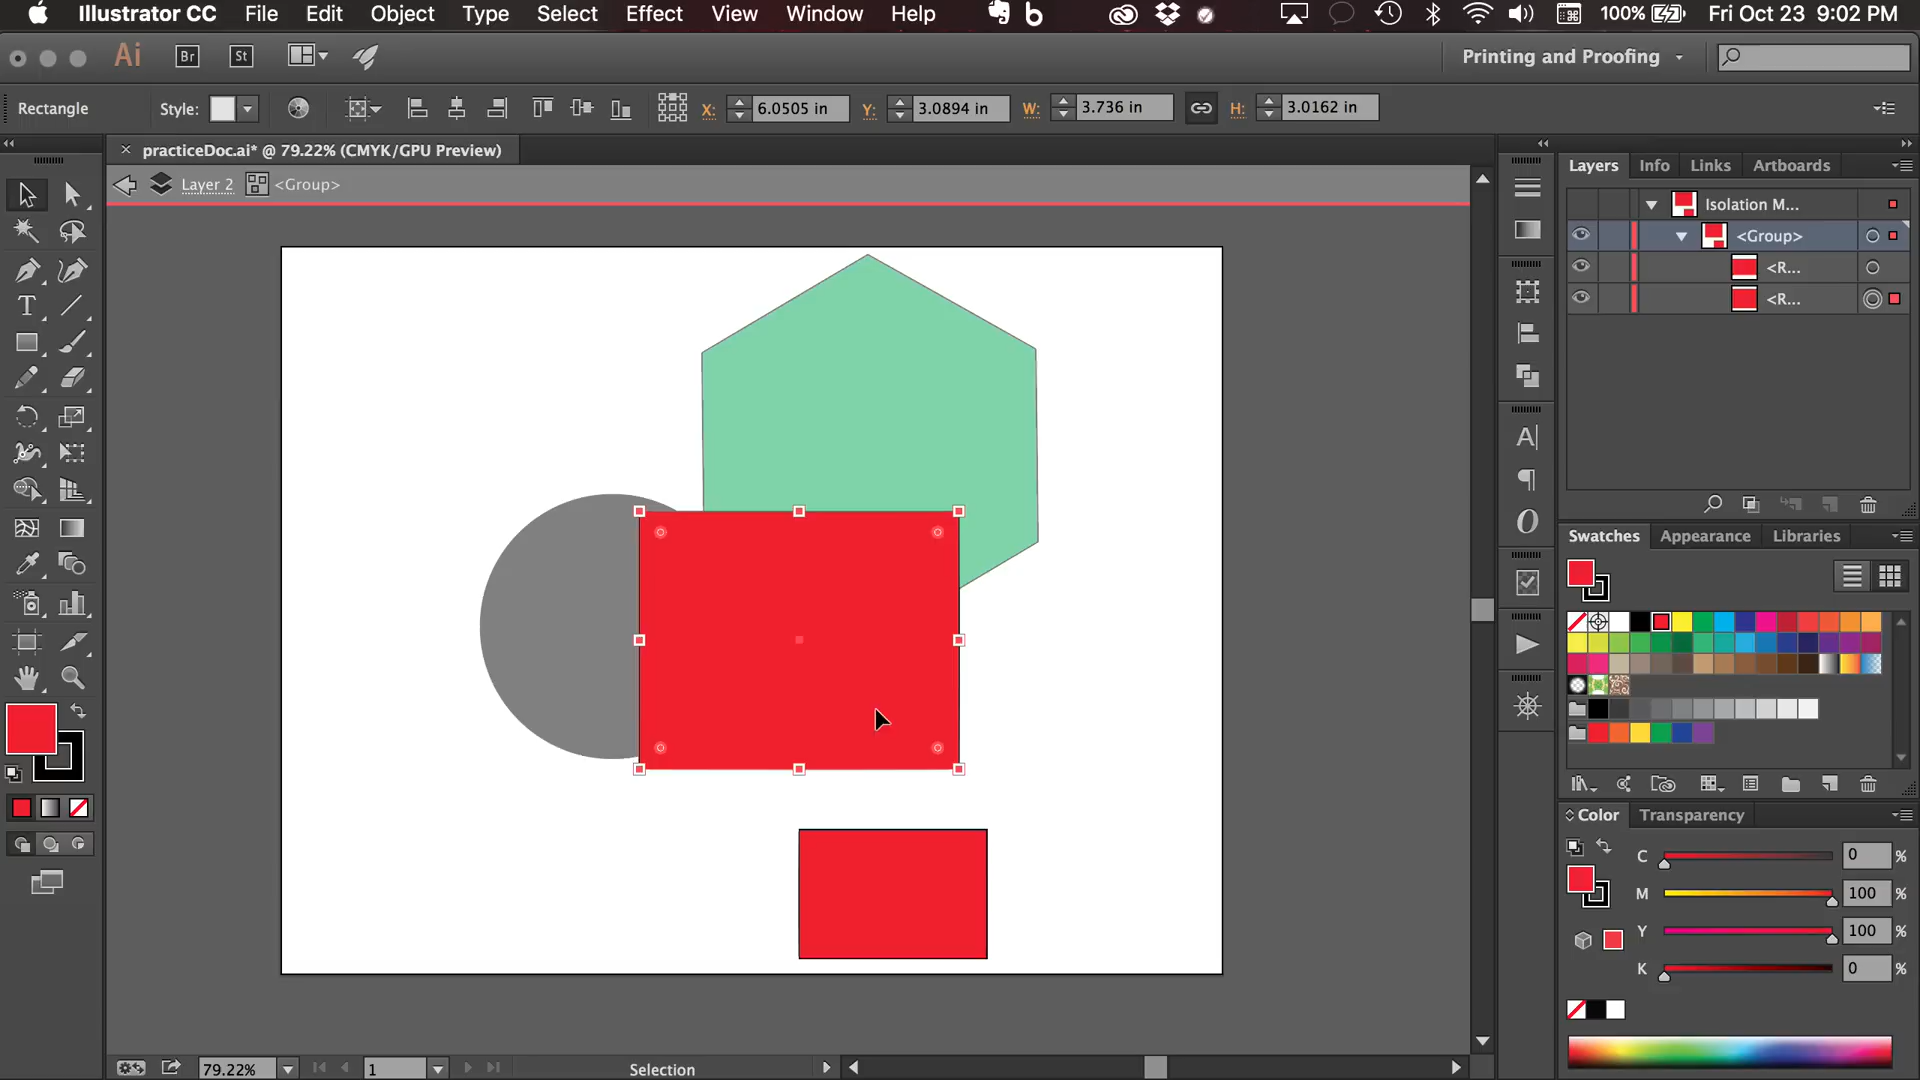 Illustrator CC File Edit Object Type Select Effect View Window Help 100% Fri Oct 23 9:02 PM
Ai Br St Printing and Proofing
Rectangle Style: X: 6.0505 in Y: 3.0894 in W: 3.736 in H: 3.0162 in
× practiceDoc.ai* @ 79.22% (CMYK/GPU Preview)
Layer 2 <Group>
Layers Info Links Artboards
Isolation M...
<Group>
<R...
<R...
Swatches Appearance Libraries
Color Transparency
C 0 %
M 100 %
Y 100 %
K 0 %
79.22% 1 Selection